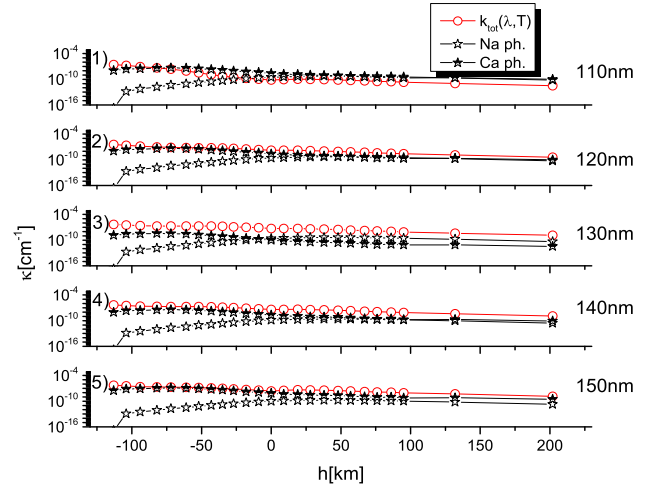 k_tot(λ,T)
Na ph.
Ca ph.
κ[cm⁻¹]
1)
10⁻⁴
10⁻¹⁰
10⁻¹⁶
110nm
2)
10⁻⁴
10⁻¹⁰
10⁻¹⁶
120nm
3)
10⁻⁴
10⁻¹⁰
10⁻¹⁶
130nm
4)
10⁻⁴
10⁻¹⁰
10⁻¹⁶
140nm
5)
10⁻⁴
10⁻¹⁰
10⁻¹⁶
150nm
-100 -50 0 50 100 150 200
h[km]